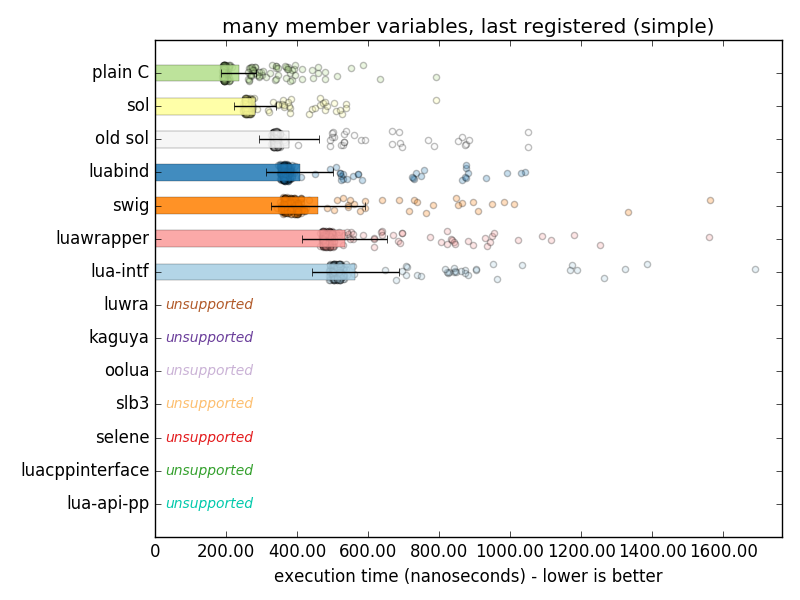 many member variables, last registered (simple)
plain C
sol
old sol
luabind
swig
luawrapper
lua-intf
luwra unsupported
kaguya unsupported
oolua unsupported
slb3 unsupported
selene unsupported
luacppinterface unsupported
lua-api-pp unsupported
0 200.00 400.00 600.00 800.00 1000.00 1200.00 1400.00 1600.00
execution time (nanoseconds) - lower is better